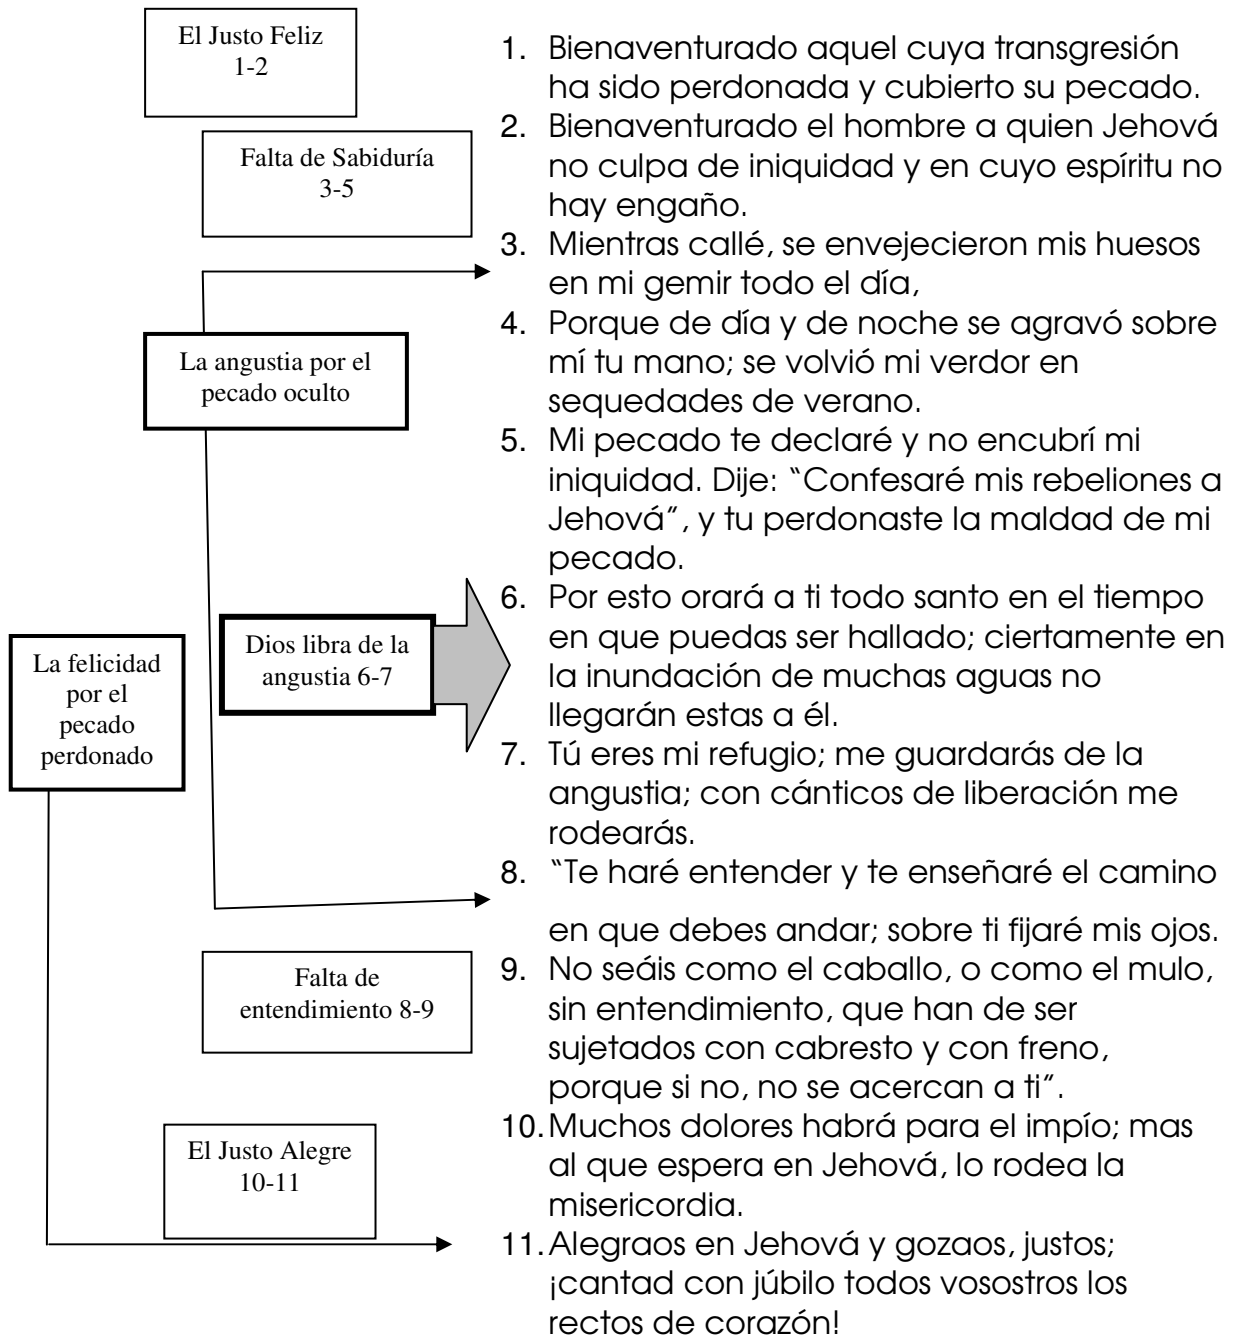 El Justo Feliz
1-2
Falta de Sabiduría
3-5
La angustia por el
pecado oculto
Dios libra de la
angustia 6-7
La felicidad
por el
pecado
perdonado
Falta de
entendimiento 8-9
El Justo Alegre
10-11
1. Bienaventurado aquel cuya transgresión
ha sido perdonada y cubierto su pecado.
2. Bienaventurado el hombre a quien Jehová
no culpa de iniquidad y en cuyo espíritu no
hay engaño.
3. Mientras callé, se envejecieron mis huesos
en mi gemir todo el día,
4. Porque de día y de noche se agravó sobre
mí tu mano; se volvió mi verdor en
sequedades de verano.
5. Mi pecado te declaré y no encubrí mi
iniquidad. Dije: “Confesaré mis rebeliones a
Jehová”, y tu perdonaste la maldad de mi
pecado.
6. Por esto orará a ti todo santo en el tiempo
en que puedas ser hallado; ciertamente en
la inundación de muchas aguas no
llegarán estas a él.
7. Tú eres mi refugio; me guardarás de la
angustia; con cánticos de liberación me
rodearás.
8. “Te haré entender y te enseñaré el camino
en que debes andar; sobre ti fijaré mis ojos.
9. No seáis como el caballo, o como el mulo,
sin entendimiento, que han de ser
sujetados con cabresto y con freno,
porque si no, no se acercan a ti”.
10. Muchos dolores habrá para el impío; mas
al que espera en Jehová, lo rodea la
misericordia.
11. Alegraos en Jehová y gozaos, justos;
¡cantad con júbilo todos vosostros los
rectos de corazón!